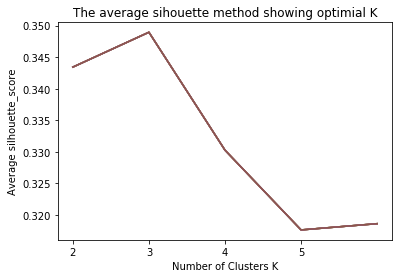 The average sihouette method showing optimial K
0.350
0.345
0.340
0.335
0.330
0.325
0.320
Average silhouette_score
2 3 4 5
Number of Clusters K